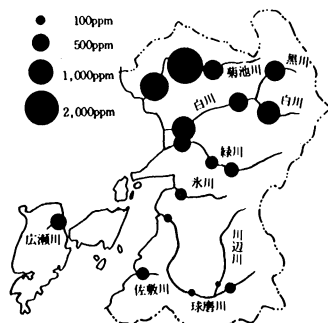 100ppm
500ppm
1,000ppm
2,000ppm
菊池川
黒川
白川
白川
緑川
氷川
川辺川
広瀬川
佐敷川
球磨川